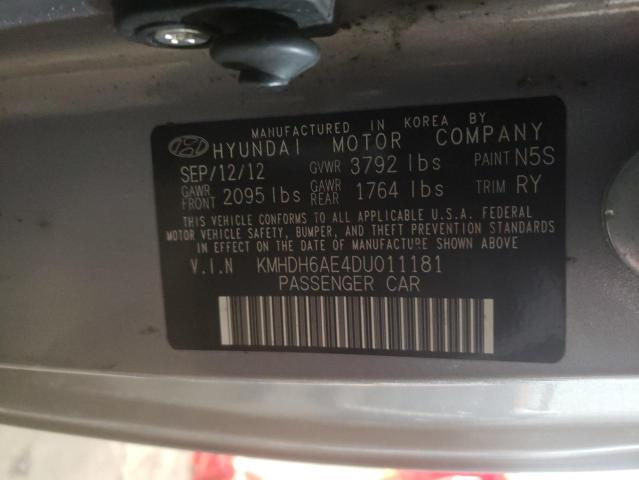 MANUFACTURED IN KOREA BY
HYUNDAI MOTOR COMPANY
SEP/12/12 GVWR 3792 lbs PAINT N5S
GAWR FRONT 2095 lbs GAWR REAR 1764 lbs TRIM RY
THIS VEHICLE CONFORMS TO ALL APPLICABLE U.S.A. FEDERAL
MOTOR VEHICLE SAFETY, BUMPER, AND THEFT PREVENTION STANDARDS
IN EFFECT ON THE DATE OF MANUFACTURE SHOWN ABOVE
V.I.N KMHDH6AE4DU011181
PASSENGER CAR